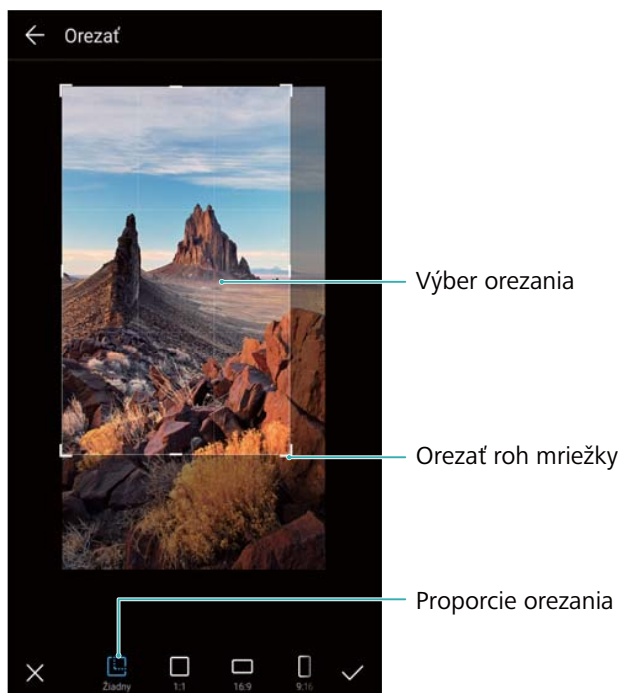 Orezať
Výber orezania
Orezať roh mriežky
Proporcie orezania
Žiadny
1:1
16:9
9:16